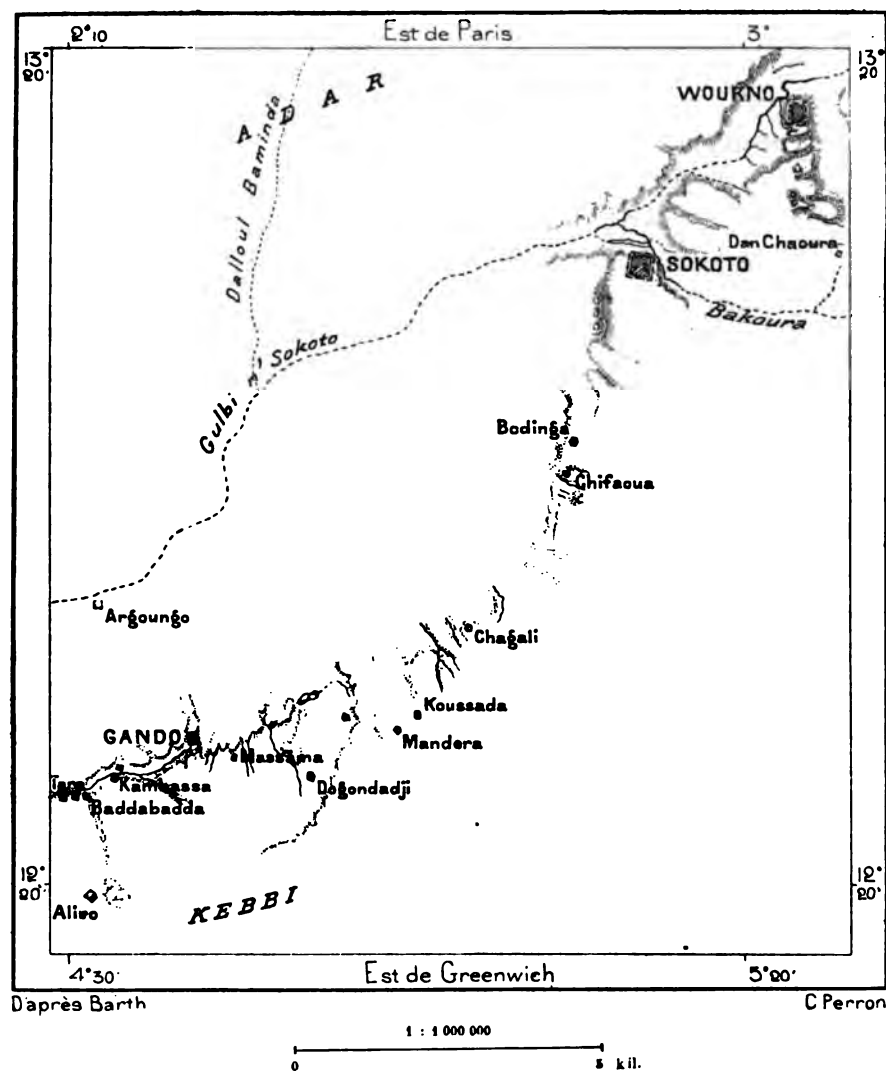 2°10 Est de Paris 3°
13° 20' 13° 20
ADAR
WOURNO
Dalloul Baminda
Dan Chaoura
SOKOTO
Bakoura
Gulbi Sokoto
Bodinga
Chifaoua
Argoungo
Chagali
Koussada
GANDO
Mandera
Massama
Kambassa
Dogondadji
Baddabadda
12° 20' 12° 20'
KEBBI
Aliro
4°30' Est de Greenwich 5°20'
D'après Barth C Perron
1 : 1 000 000
0 5 kil.